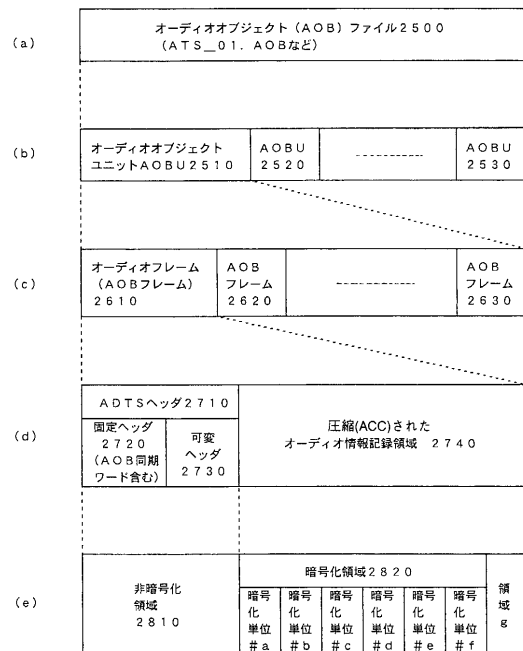 (a)
オーディオオブジェクト(AOB)ファイル2500
(ATS__01.AOBなど)
(b)
オーディオオブジェクト
ユニットAOBU2510
AOBU
2520
AOBU
2530
(c)
オーディオフレーム
(AOBフレーム)
2610
AOB
フレーム
2620
AOB
フレーム
2630
(d)
ADTSヘッダ2710
固定ヘッダ
2720
(AOB同期
ワード含む)
可変
ヘッダ
2730
圧縮(ACC)された
オーディオ情報記録領域 2740
(e)
非暗号化
領域
2810
暗号化領域2820
暗号
化
単位
#a
暗号
化
単位
#b
暗号
化
単位
#c
暗号
化
単位
#d
暗号
化
単位
#e
暗号
化
単位
#f
領
域
g